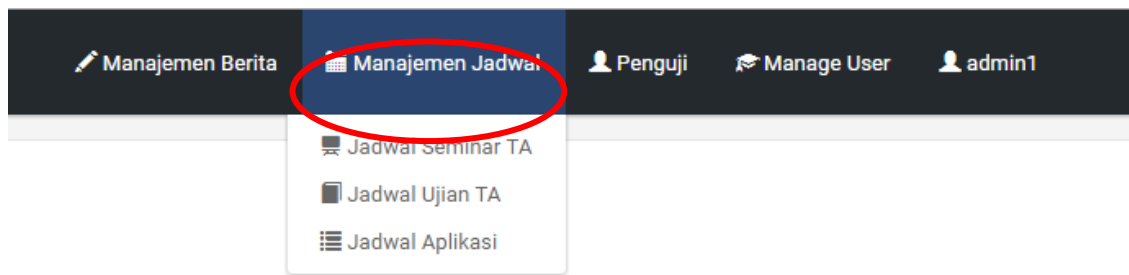 Manajemen Berita Manajemen Jadwal Penguji Manage User admin1
Jadwal Seminar TA
Jadwal Ujian TA
Jadwal Aplikasi